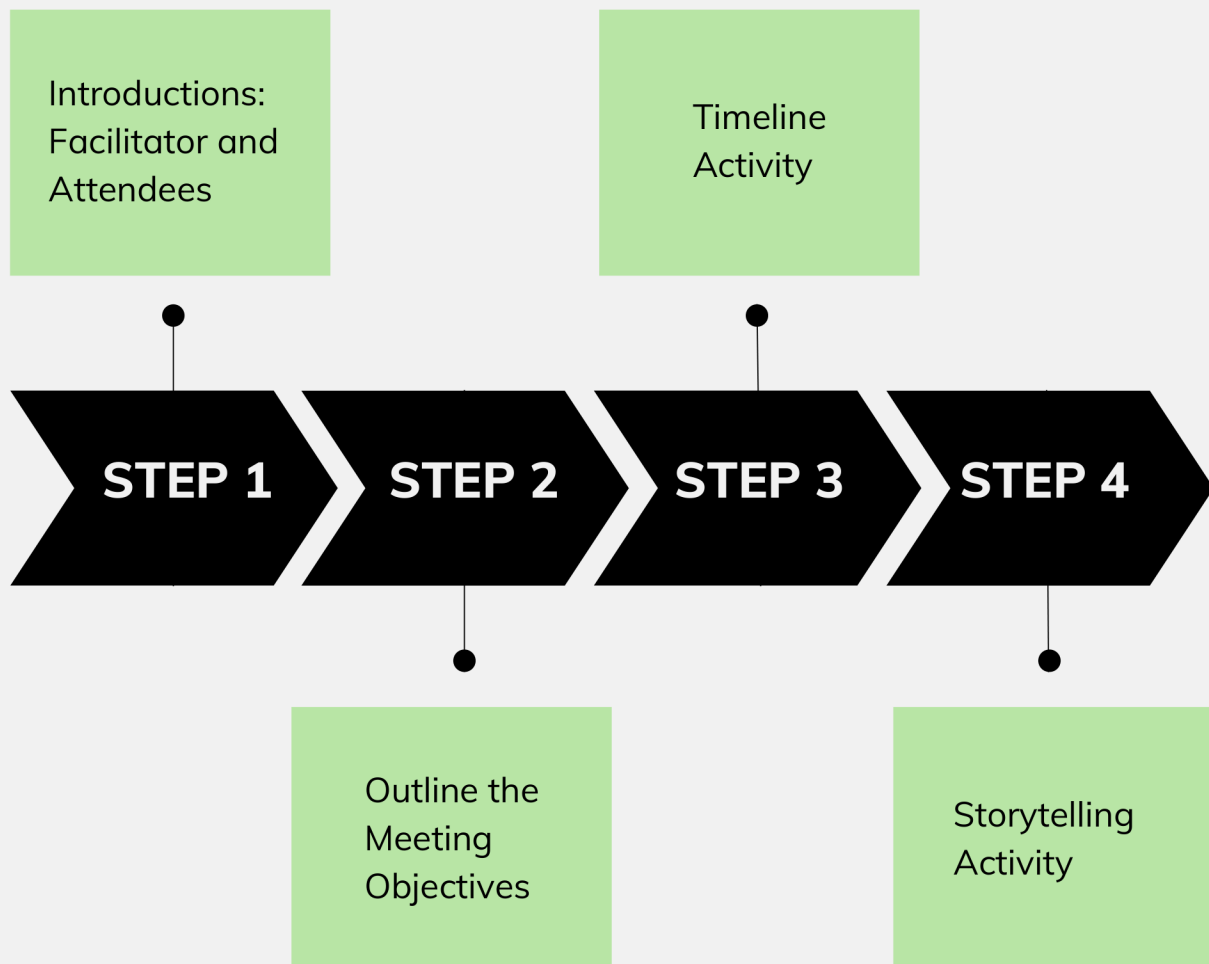 Introductions:
Facilitator and
Attendees
Timeline
Activity
STEP 1
STEP 2
STEP 3
STEP 4
Outline the
Meeting
Objectives
Storytelling
Activity